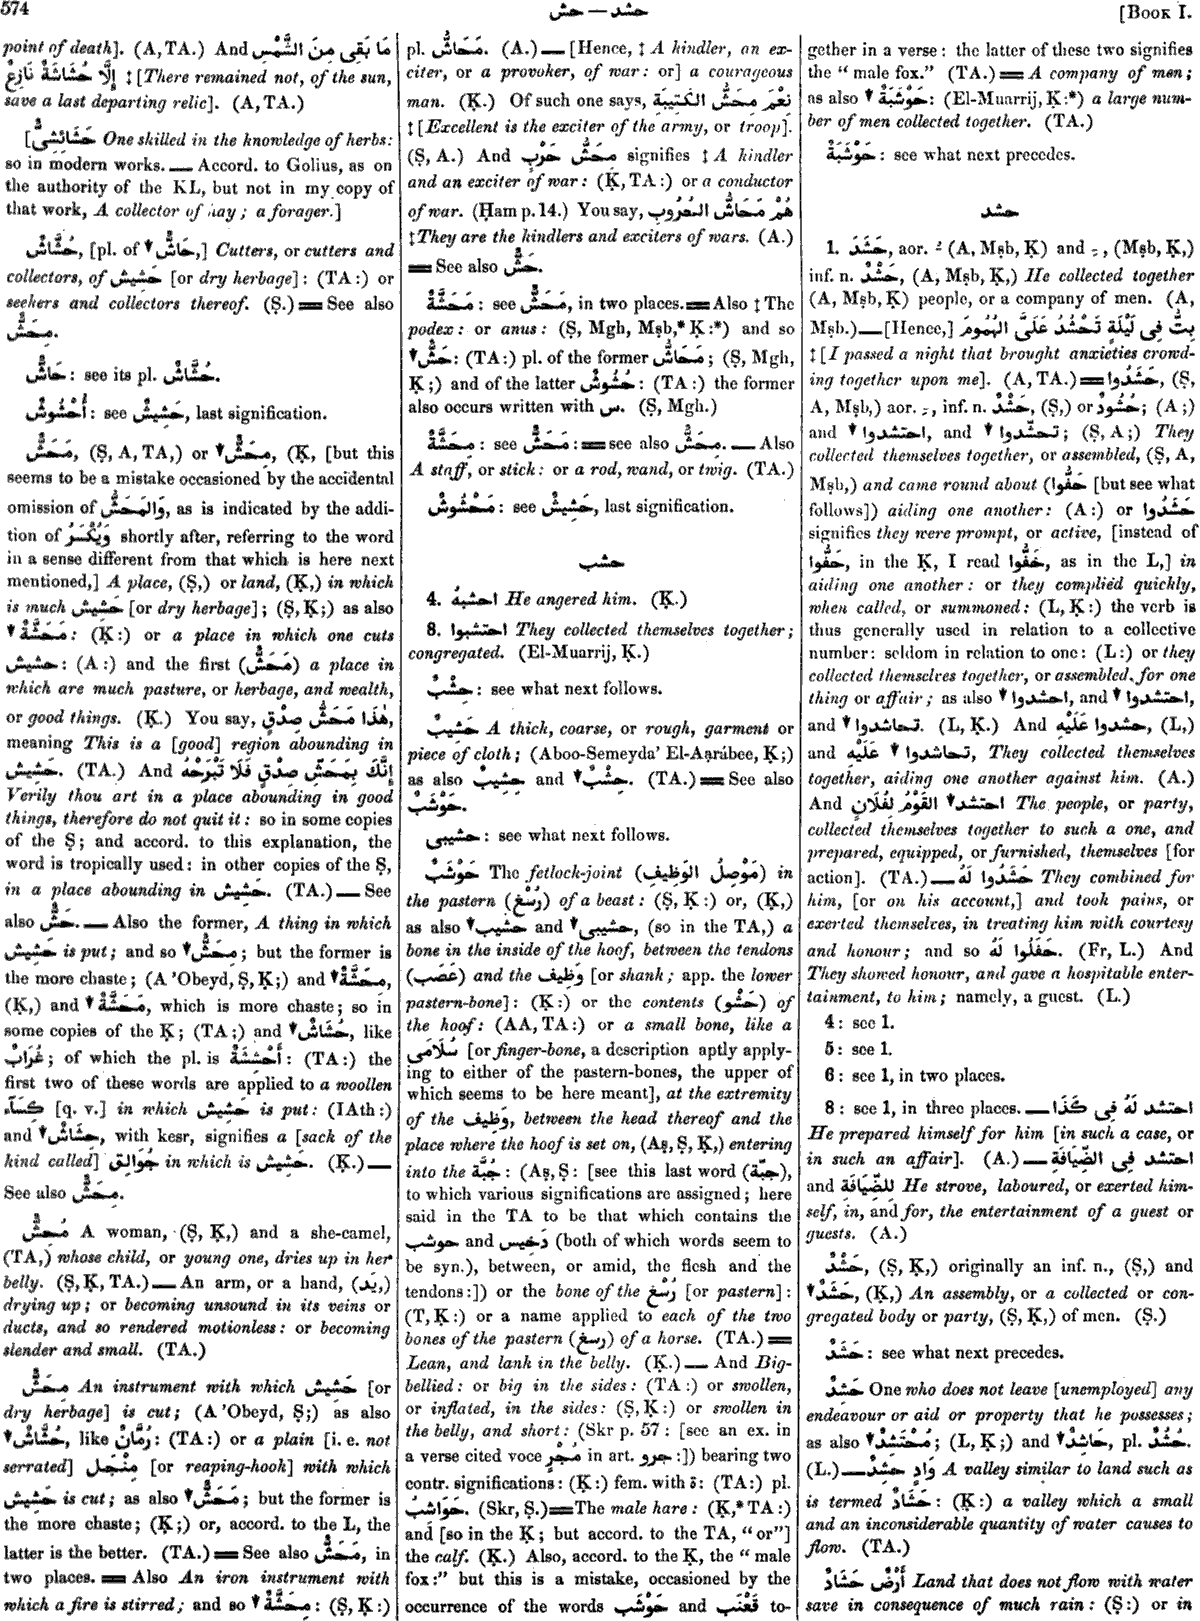 574
حش — حشد
[Book I.
point of death]. (A, TA.) And مَا بَقِىَ مِنَ الشَّمْسِ
إِلَّا حُشَاشَةُ نَازِعٍ ‡ [There remained not, of the sun,
save a last departing relic]. (A, TA.)
[حَشَائِشِىٌّ One skilled in the knowledge of herbs:
so in modern works. — Accord. to Golius, as on
the authority of the KL, but not in my copy of
that work, A collector of hay; a forager.]
حُشَّاشٌ, [pl. of ▼ حَاشٌّ,] Cutters, or cutters and
collectors, of حَشِيش [or dry herbage]: (TA:) or
seekers and collectors thereof. (Ṣ.) = See also
مِحَشٌّ.
حَاشٌّ: see its pl. حُشَّاشٌ.
أُحْشُوشٌ: see حَشِيشٌ, last signification.
مَحَشٌّ, (Ṣ, A, TA,) or ▼ مِحَشٌّ, (Ḳ, [but this
seems to be a mistake occasioned by the accidental
omission of وَالمَحَشُّ, as is indicated by the addi-
tion of وَيُكْسَرُ shortly after, referring to the word
in a sense different from that which is here next
mentioned,] A place, (Ṣ,) or land, (Ḳ,) in which
is much حَشِيش [or dry herbage]; (Ṣ, Ḳ;) as also
▼ مَحَشَّةٌ: (Ḳ:) or a place in which one cuts
حشيش: (A:) and the first (مَحَشٌّ) a place in
which are much pasture, or herbage, and wealth,
or good things. (Ḳ.) You say, هٰذَا مَحَشُّ صِدْقٍ,
meaning This is a [good] region abounding in
حَشِيش. (TA.) And إِنَّكَ بِمَحَشِّ صِدْقٍ فَلَا تَبْرَحْهُ
Verily thou art in a place abounding in good
things, therefore do not quit it: so in some copies
of the Ṣ; and accord. to this explanation, the
word is tropically used: in other copies of the Ṣ,
in a place abounding in حَشِيش. (TA.) — See
also حَشٌّ. — Also the former, A thing in which
حَشِيش is put; and so ▼ مِحَشٌّ; but the former is
the more chaste; (A 'Obeyd, Ṣ, Ḳ;) and ▼ مِحَشَّةٌ,
(Ḳ,) and ▼ مَحَشَّةٌ, which is more chaste; so in
some copies of the Ḳ; (TA;) and ▼ حُشَاشٌ, like
غُرَابٌ; of which the pl. is أَحْشِشَةٌ: (TA:) the
first two of these words are applied to a woollen
كِسَآء [q. v.] in which حَشِيش is put: (IAth:)
and ▼ حِشَاشٌ, with kesr, signifies a [sack of the
kind called] جُوَالِق in which is حَشِيش. (Ḳ.) —
See also مِحَشٌّ.
مُحِشٌّ A woman, (Ṣ, Ḳ,) and a she-camel,
(TA,) whose child, or young one, dries up in her
belly. (Ṣ, Ḳ, TA.) — An arm, or a hand, (يَد,)
drying up; or becoming unsound in its veins or
ducts, and so rendered motionless: or becoming
slender and small. (TA.)
مِحَشٌّ An instrument with which حَشِيش [or
dry herbage] is cut; (A 'Obeyd, Ṣ;) as also
▼ حُشَّاشٌ, like رُمَّانٌ: (TA:) or a plain [i. e. not
serrated] مِنْجَل [or reaping-hook] with which
حَشِيش is cut; as also ▼ مَحَشٌّ; but the former is
the more chaste; (Ḳ;) or, accord. to the L, the
latter is the better. (TA.) = See also مَحَشٌّ, in
two places. = Also An iron instrument with
which a fire is stirred; and so ▼ مِحَشَّةٌ: (Ṣ, Ḳ:)
pl. مَحَاشُّ. (A.) — [Hence, ‡ A kindler, an ex-
citer, or a provoker, of war: or] a courageous
man. (Ḳ.) Of such one says, نِعْمَ مِحَشُّ الكَتِيبَةِ
‡ [Excellent is the exciter of the army, or troop].
(Ṣ, A.) And مِحَشُّ حَرْبٍ signifies ‡ A kindler
and an exciter of war: (Ḳ, TA:) or a conductor
of war. (Ḥam p. 14.) You say, هُمْ مَحَاشُّ الحُرُوبِ
‡ They are the kindlers and exciters of wars. (A.)
= See also حَشٌّ.
مَحَشَّةٌ: see مَحَشٌّ, in two places. = Also ‡ The
podex: or anus: (Ṣ, Mgh, Mṣb,* Ḳ:*) and so
▼ حَشٌّ: (TA:) pl. of the former مَحَاشُّ; (Ṣ, Mgh,
Ḳ;) and of the latter حُشُوشٌ: (TA:) the former
also occurs written with س. (Ṣ, Mgh.)
مِحَشَّةٌ: see مَحَشٌّ: = see also مِحَشٌّ. — Also
A staff, or stick: or a rod, wand, or twig. (TA.)
مَحْشُوشٌ: see حَشِيشٌ, last signification.
حشب
4. احشبهُ He angered him. (Ḳ.)
8. احتشبوا They collected themselves together;
congregated. (El-Muarrij, Ḳ.)
حِشْبٌ: see what next follows.
حَشِيبٌ A thick, coarse, or rough, garment or
piece of cloth; (Aboo-Semeyda' El-Aạrábee, Ḳ;)
as also حِشِيبٌ and ▼ حِشْبٌ. (TA.) = See also
حَوْشَبٌ.
حَشِيبِى: see what next follows.
حَوْشَبٌ The fetlock-joint (مَوْصِلُ الوَظِيفِ) in
the pastern (رُسْغ) of a beast: (Ṣ, Ḳ:) or, (Ḳ,)
as also ▼ حَشِيب and ▼ حَشِيبِى, (so in the TA,) a
bone in the inside of the hoof, between the tendons
(عَصَب) and the وَظِيف [or shank; app. the lower
pastern-bone]: (Ḳ:) or the contents (حَشْو) of
the hoof: (AA, TA:) or a small bone, like a
سُلَامَى [or finger-bone, a description aptly apply-
ing to either of the pastern-bones, the upper of
which seems to be here meant], at the extremity
of the وَظِيف, between the head thereof and the
place where the hoof is set on, (Aṣ, Ṣ, Ḳ,) entering
into the جُبَّة: (Aṣ, Ṣ: [see this last word (جبّة),
to which various significations are assigned; here
said in the TA to be that which contains the
حوشب and دَخِيس (both of which words seem to
be syn.), between, or amid, the flesh and the
tendons:]) or the bone of the رُسْغ [or pastern]:
(T, Ḳ:) or a name applied to each of the two
bones of the pastern (رسغ) of a horse. (TA.) =
Lean, and lank in the belly. (Ḳ.) — And Big-
bellied: or big in the sides: (TA:) or swollen,
or inflated, in the sides: (Ṣ, Ḳ:) or swollen in
the belly, and short: (Skr p. 57: [see an ex. in
a verse cited voce مُجْرٍ in art. جرو:]) bearing two
contr. significations: (Ḳ:) fem. with ة: (TA:) pl.
حَوَاشِبُ. (Skr, Ṣ.) = The male hare: (Ḳ,* TA:)
and [so in the Ḳ; but accord. to the TA, "or"]
the calf. (Ḳ.) Also, accord. to the Ḳ, the "male
fox:" but this is a mistake, occasioned by the
occurrence of the words حَوْشَب and قَعْنَب to-
gether in a verse: the latter of these two signifies
the "male fox." (TA.) = A company of men;
as also ▼ حَوْشَبَةٌ: (El-Muarrij, Ḳ:*) a large num-
ber of men collected together. (TA.)
حَوْشَبَةٌ: see what next precedes.
حشد
1. حَشَدَ, aor. ـُ (A, Mṣb, Ḳ) and ـِ, (Mṣb, Ḳ,)
inf. n. حَشْدٌ, (A, Mṣb, Ḳ,) He collected together
(A, Mṣb, Ḳ) people, or a company of men. (A,
Mṣb.) — [Hence,] بِتُّ فِى لَيْلَةٍ تَحْشُدُ عَلَىَّ الهُمُومَ
‡ [I passed a night that brought anxieties crowd-
ing together upon me]. (A, TA.) = حَشَدُوا, (Ṣ,
A, Mṣb,) aor. ـِ, inf. n. حَشْدٌ, (Ṣ,) or حُشُودٌ; (A;)
and ▼ احتشدوا, and ▼ تحشّدوا; (Ṣ, A;) They
collected themselves together, or assembled, (Ṣ, A,
Mṣb,) and came round about (حَفُّوا [but see what
follows]) aiding one another: (A:) or حَشَدُوا
signifies they were prompt, or active, [instead of
حَفُّوا, in the Ḳ, I read خَفُّوا, as in the L,] in
aiding one another: or they complied quickly,
when called, or summoned: (L, Ḳ:) the verb is
thus generally used in relation to a collective
number: seldom in relation to one: (L:) or they
collected themselves together, or assembled, for one
thing or affair; as also ▼ احشدوا, and ▼ احتشدوا,
and ▼ تحاشدوا. (L, Ḳ.) And حشدوا عَلَيْهِ, (L,)
and ▼ تحاشدوا عَلَيْهِ, They collected themselves
together, aiding one another against him. (A.)
And ▼ احتشد القَوْمُ لِفُلَانٍ The people, or party,
collected themselves together to such a one, and
prepared, equipped, or furnished, themselves [for
action]. (TA.) — حَشَدُوا لَهُ They combined for
him, [or on his account,] and took pains, or
exerted themselves, in treating him with courtesy
and honour; and so حَفَلُوا لَهُ. (Fr, L.) And
They showed honour, and gave a hospitable enter-
tainment, to him; namely, a guest. (L.)
4: see 1.
5: see 1.
6: see 1, in two places.
8: see 1, in three places. — احتشد لَهُ فِى كَذَا
He prepared himself for him [in such a case, or
in such an affair]. (A.) — احتشد فِى الضِّيَافَةِ
and للضِّيَافَةِ He strove, laboured, or exerted him-
self, in, and for, the entertainment of a guest or
guests. (A.)
حَشْدٌ, (Ṣ, Ḳ,) originally an inf. n., (Ṣ,) and
▼ حَشَدٌ, (Ḳ,) An assembly, or a collected or con-
gregated body or party, (Ṣ, Ḳ,) of men. (Ṣ.)
حَشَدٌ: see what next precedes.
حَشِدٌ One who does not leave [unemployed] any
endeavour or aid or property that he possesses;
as also ▼ مُحْتَشِدٌ; (L, Ḳ;) and ▼ حَاشِدٌ, pl. حُشُدٌ.
(L.) — وَادٍ حَشِدٌ A valley similar to land such as
is termed حَشَادٌ: (Ḳ:) a valley which a small
and an inconsiderable quantity of water causes to
flow. (TA.)
أَرْضٌ حَشَادٌ Land that does not flow with water
save in consequence of much rain: (Ṣ:) or in